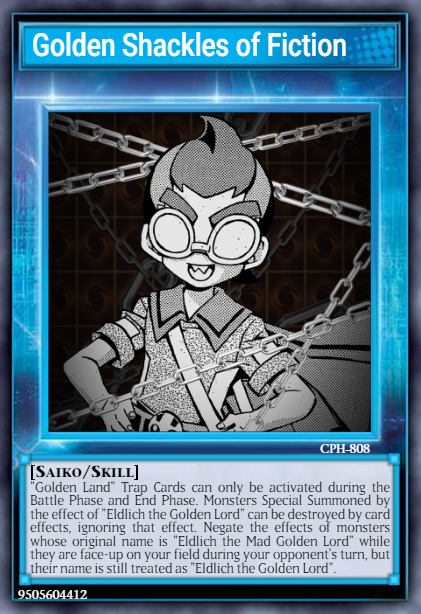 Golden Shackles of Fiction
CPH-808
[Saiko/Skill]
"Golden Land" Trap Cards can only be activated during the
Battle Phase and End Phase. Monsters Special Summoned by
the effect of "Eldlich the Golden Lord" can be destroyed by card
effects, ignoring that effect. Negate the effects of monsters
whose original name is "Eldlich the Mad Golden Lord" while
they are face-up on your field during your opponent's turn, but
their name is still treated as "Eldlich the Golden Lord".
9505604412